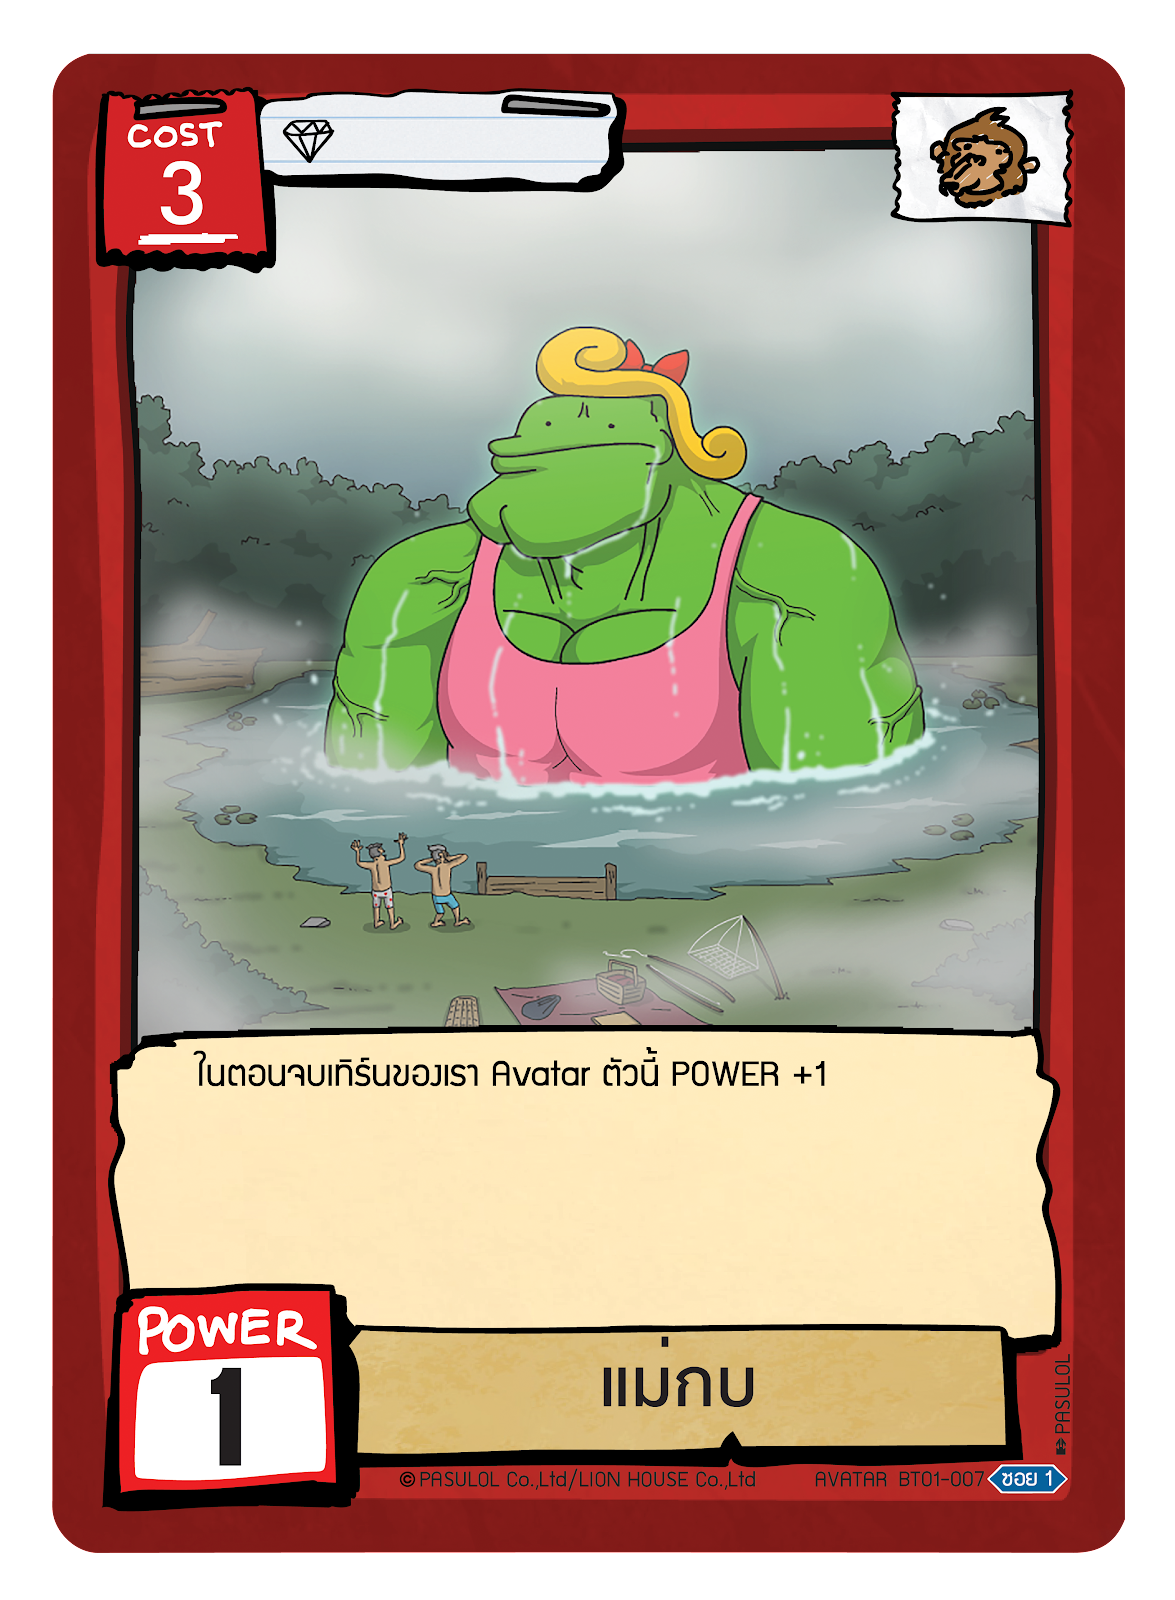 COST
3
ในตอนจบเทิร์นของเรา Avatar ตัวนี้ POWER +1
POWER
1
แม่กบ
PASULOL
© PASULOL Co.,Ltd/LION HOUSE Co.,Ltd
AVATAR BT01-007 ซอย 1